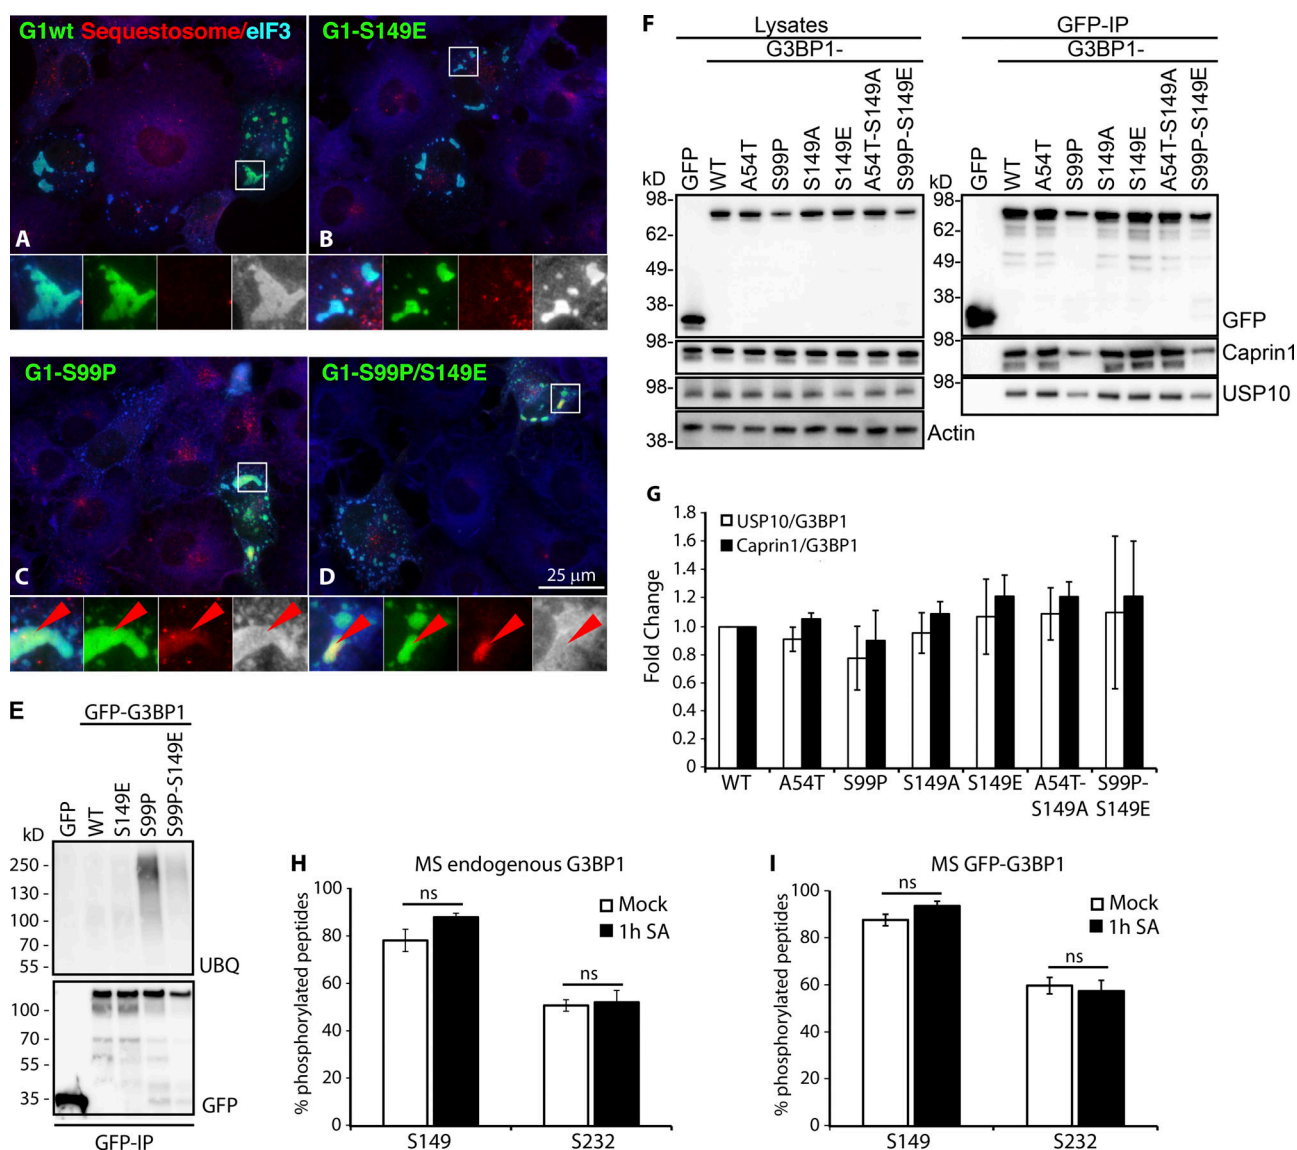 G1wt Sequestosome/eIF3
A
G1-S149E
B
G1-S99P
C
G1-S99P/S149E
D
25 µm
E
GFP-G3BP1
GFP
WT
S149E
S99P
S99P-S149E
kD
250 -
130 -
100 -
70 -
55 -
UBQ
100 -
70 -
55 -
35 -
GFP
GFP-IP
F
Lysates
G3BP1-
GFP
WT
A54T
S99P
S149A
S149E
A54T-S149A
S99P-S149E
kD
98-
62-
49-
38-
98-
98-
38-
Actin
GFP-IP
G3BP1-
GFP
WT
A54T
S99P
S149A
S149E
A54T-S149A
S99P-S149E
kD
98-
62-
49-
38-
98-
98-
GFP
Caprin1
USP10
G
USP10/G3BP1
Caprin1/G3BP1
Fold Change
1.8
1.6
1.4
1.2
1.0
0.8
0.6
0.4
0.2
0
WT
A54T
S99P
S149A
S149E
A54T-
S149A
S99P-
S149E
H
MS endogenous G3BP1
% phosphorylated peptides
100
80
60
40
20
0
ns
ns
Mock
1h SA
S149
S232
I
MS GFP-G3BP1
% phosphorylated peptides
100
80
60
40
20
0
ns
ns
Mock
1h SA
S149
S232